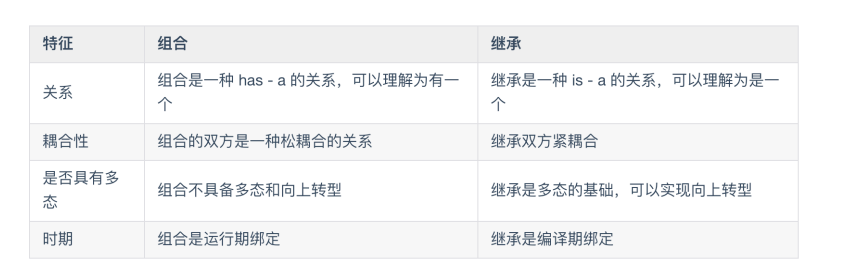 特征 组合 继承
关系 组合是一种 has - a 的关系，可以理解为有一个 继承是一种 is - a 的关系，可以理解为是一个
耦合性 组合的双方是一种松耦合的关系 继承双方紧耦合
是否具有多态 组合不具备多态和向上转型 继承是多态的基础，可以实现向上转型
时期 组合是运行期绑定 继承是编译期绑定